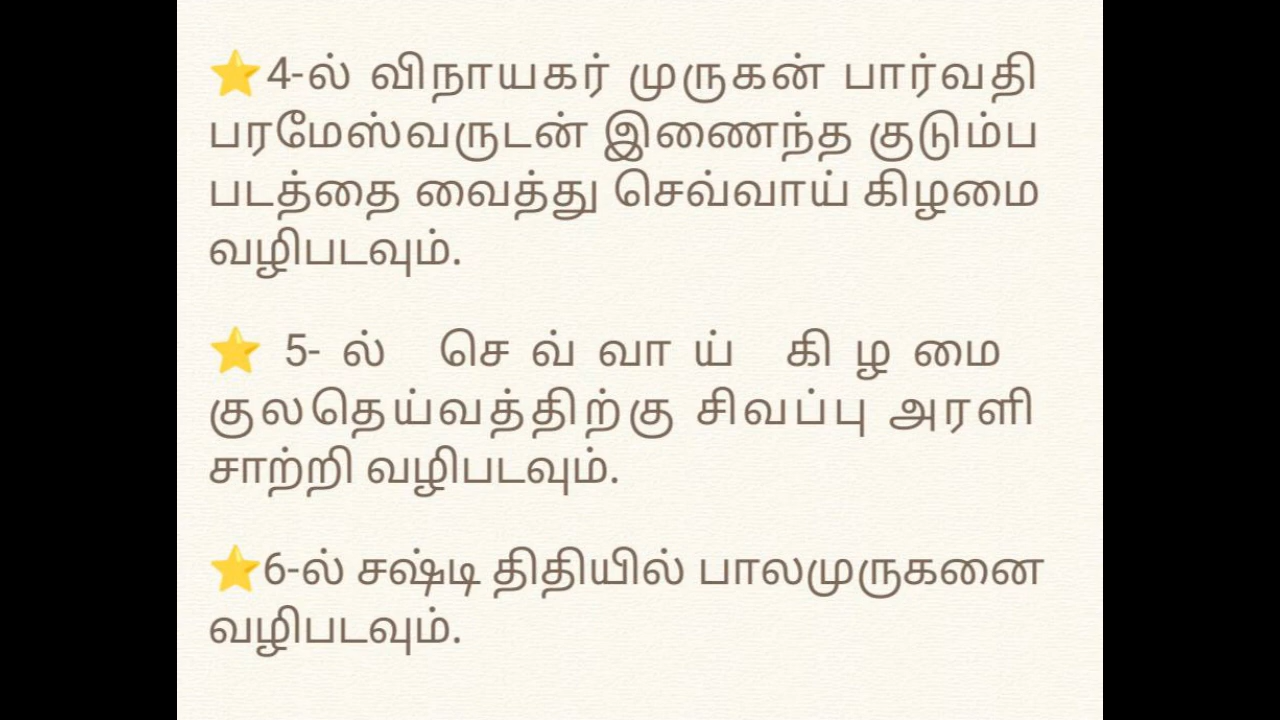 ⭐4-ல் விநாயகர் முருகன் பார்வதி
பரமேஸ்வருடன் இணைந்த குடும்ப
படத்தை வைத்து செவ்வாய் கிழமை
வழிபடவும்.
⭐ 5- ல் செவ்வாய் கிழமை
குலதெய்வத்திற்கு சிவப்பு அரளி
சாற்றி வழிபடவும்.
⭐6-ல் சஷ்டி திதியில் பாலமுருகனை
வழிபடவும்.